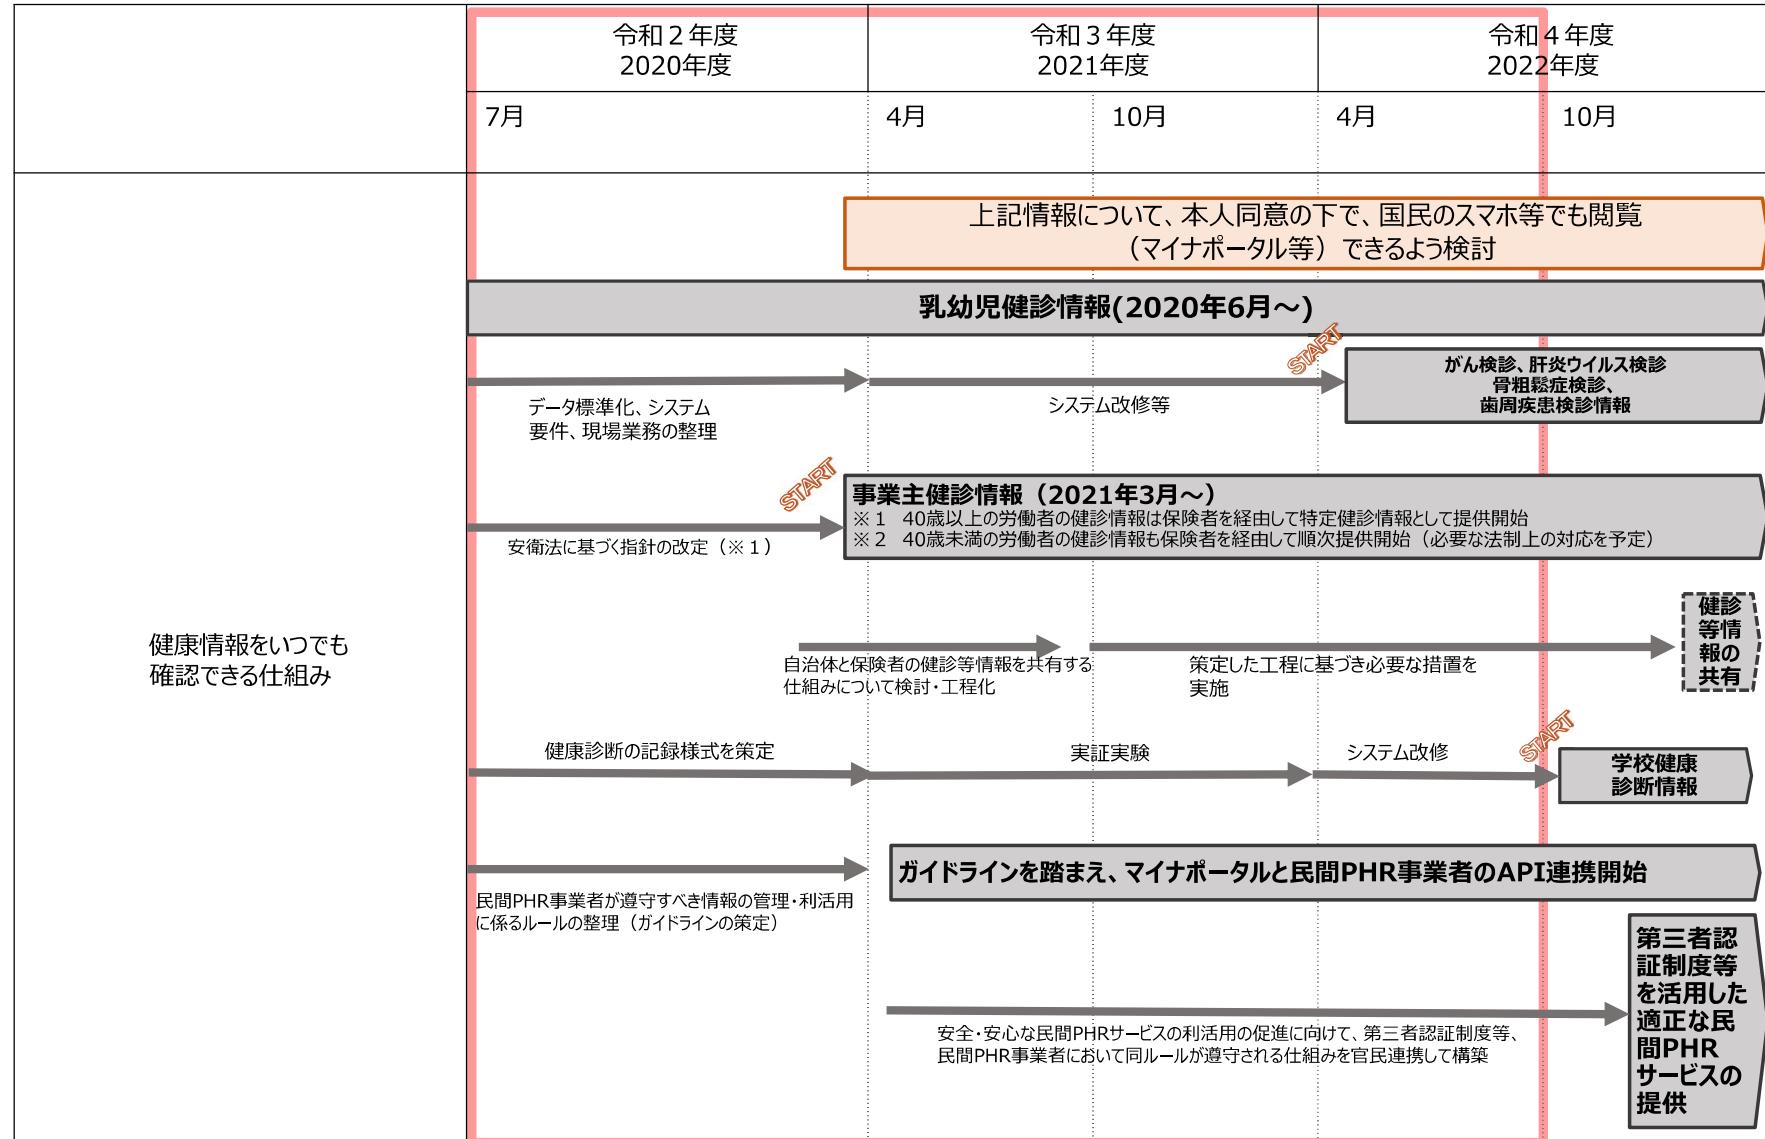 令和２年度
2020年度
令和３年度
2021年度
令和４年度
2022年度
7月
4月
10月
4月
10月
健康情報をいつでも
確認できる仕組み
上記情報について、本人同意の下で、国民のスマホ等でも閲覧
（マイナポータル等）できるよう検討
乳幼児健診情報(2020年6月～)
START
データ標準化、システム
要件、現場業務の整理
システム改修等
がん検診、肝炎ウイルス検診
骨粗鬆症検診、
歯周疾患検診情報
START
安衛法に基づく指針の改定（※１）
事業主健診情報（2021年3月～）
※１　40歳以上の労働者の健診情報は保険者を経由して特定健診情報として提供開始
※２　40歳未満の労働者の健診情報も保険者を経由して順次提供開始（必要な法制上の対応を予定）
自治体と保険者の健診等情報を共有する
仕組みについて検討・工程化
策定した工程に基づき必要な措置を
実施
健診
等情
報の
共有
健康診断の記録様式を策定
実証実験
システム改修
START
学校健康
診断情報
民間PHR事業者が遵守すべき情報の管理・利活用
に係るルールの整理（ガイドラインの策定）
ガイドラインを踏まえ、マイナポータルと民間PHR事業者のAPI連携開始
安全・安心な民間PHRサービスの利活用の促進に向けて、第三者認証制度等、
民間PHR事業者において同ルールが遵守される仕組みを官民連携して構築
第三者認
証制度等
を活用した
適正な民
間PHR
サービスの
提供